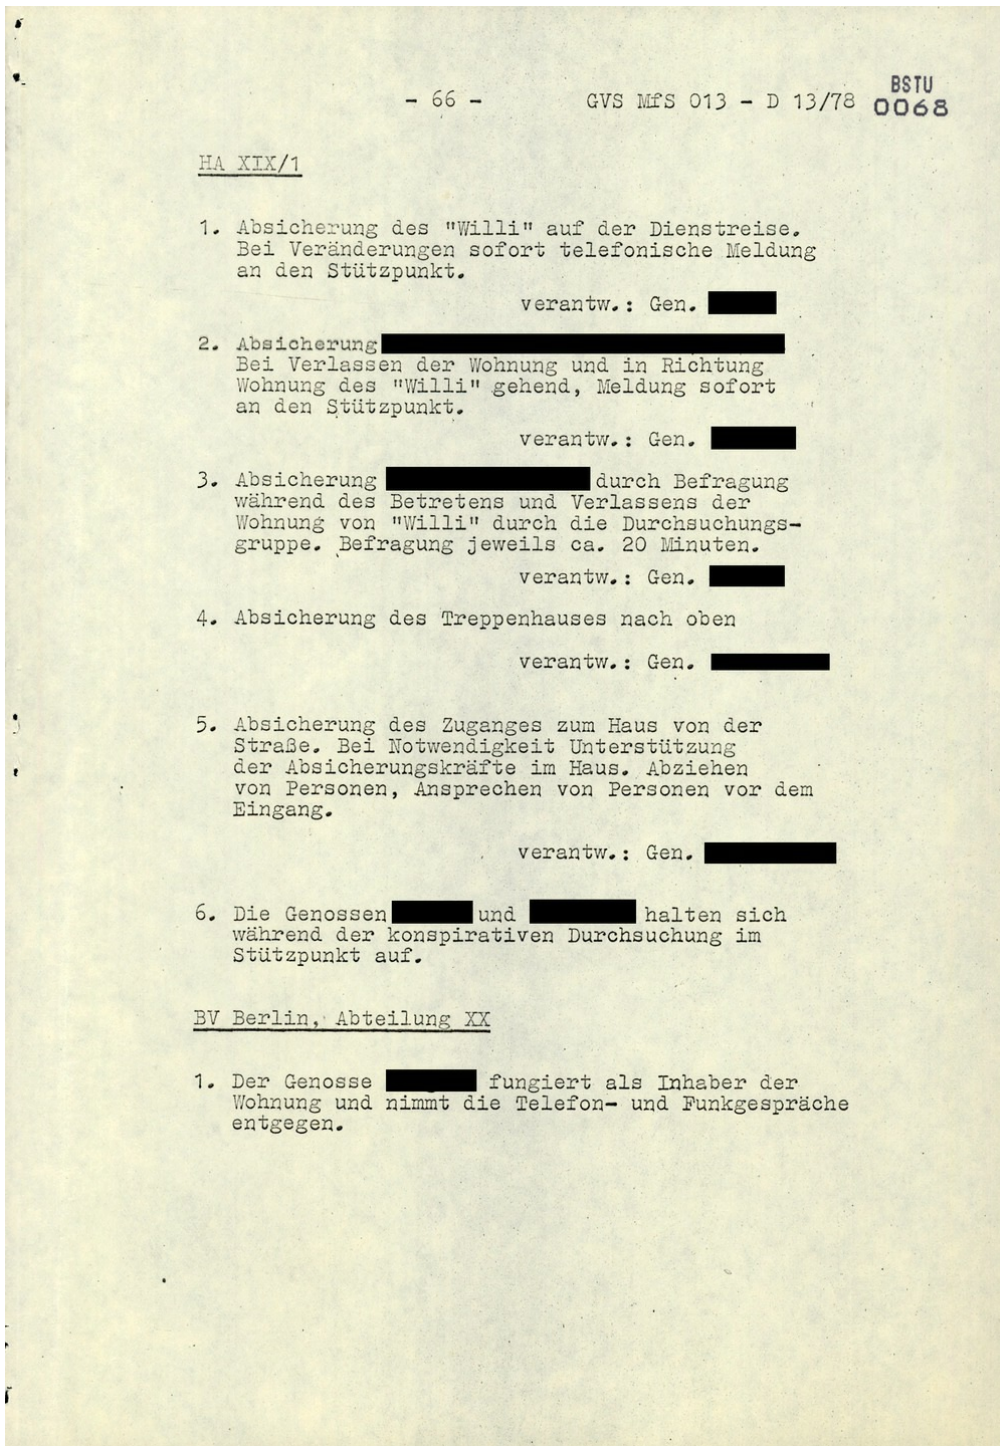 - 66 - GVS MfS 013 - D 13/78 BSTU
0068
HA XIX/1
1. Absicherung des "Willi" auf der Dienstreise.
Bei Veränderungen sofort telefonische Meldung
an den Stützpunkt.
verantw.: Gen.
2. Absicherung
Bei Verlassen der Wohnung und in Richtung
Wohnung des "Willi" gehend, Meldung sofort
an den Stützpunkt.
verantw.: Gen.
3. Absicherung durch Befragung
während des Betretens und Verlassens der
Wohnung von "Willi" durch die Durchsuchungs-
gruppe. Befragung jeweils ca. 20 Minuten.
verantw.: Gen.
4. Absicherung des Treppenhauses nach oben
verantw.: Gen.
5. Absicherung des Zuganges zum Haus von der
Straße. Bei Notwendigkeit Unterstützung
der Absicherungskräfte im Haus. Abziehen
von Personen, Ansprechen von Personen vor dem
Eingang.
verantw.: Gen.
6. Die Genossen und halten sich
während der konspirativen Durchsuchung im
Stützpunkt auf.
BV Berlin, Abteilung XX
1. Der Genosse fungiert als Inhaber der
Wohnung und nimmt die Telefon- und Funkgespräche
entgegen.